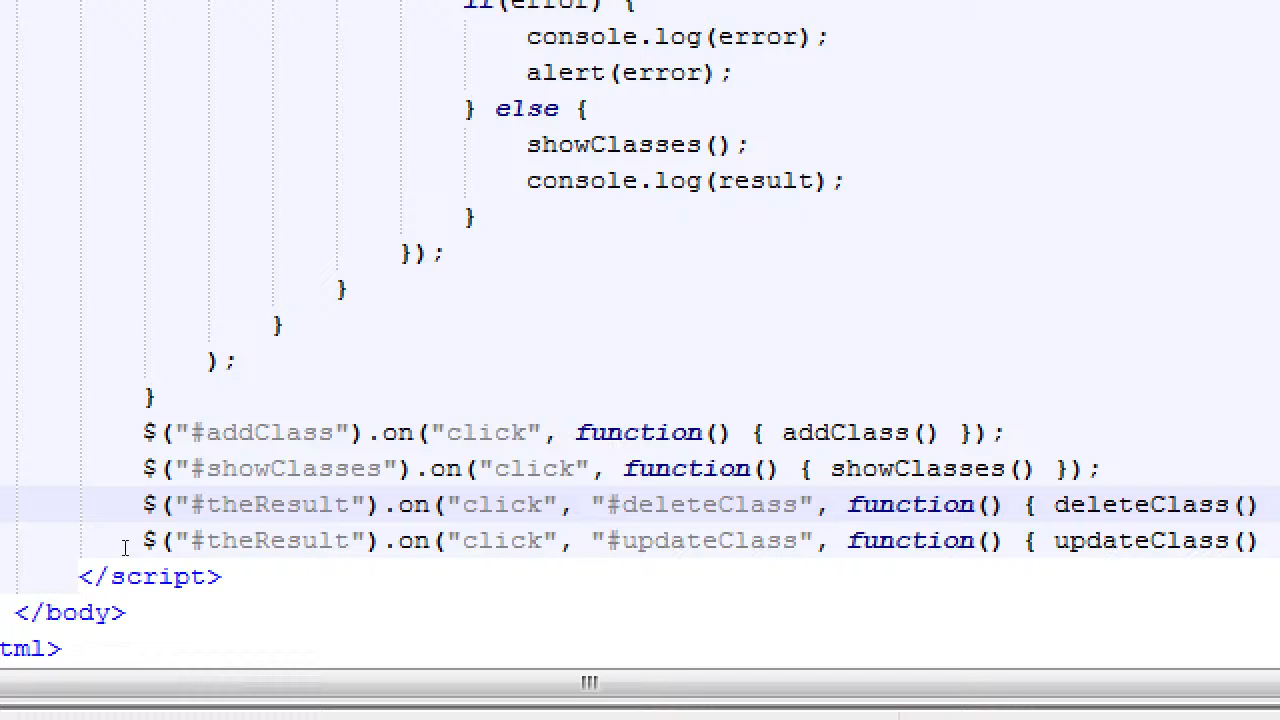 if(error) {
console.log(error);
alert(error);
} else {
showClasses();
console.log(result);
}
});
}
}
);
}
$("#addClass").on("click", function() { addClass() });
$("#showClasses").on("click", function() { showClasses() });
$("#theResult").on("click", "#deleteClass", function() { deleteClass()
$("#theResult").on("click", "#updateClass", function() { updateClass()
</script>
</body>
tml>